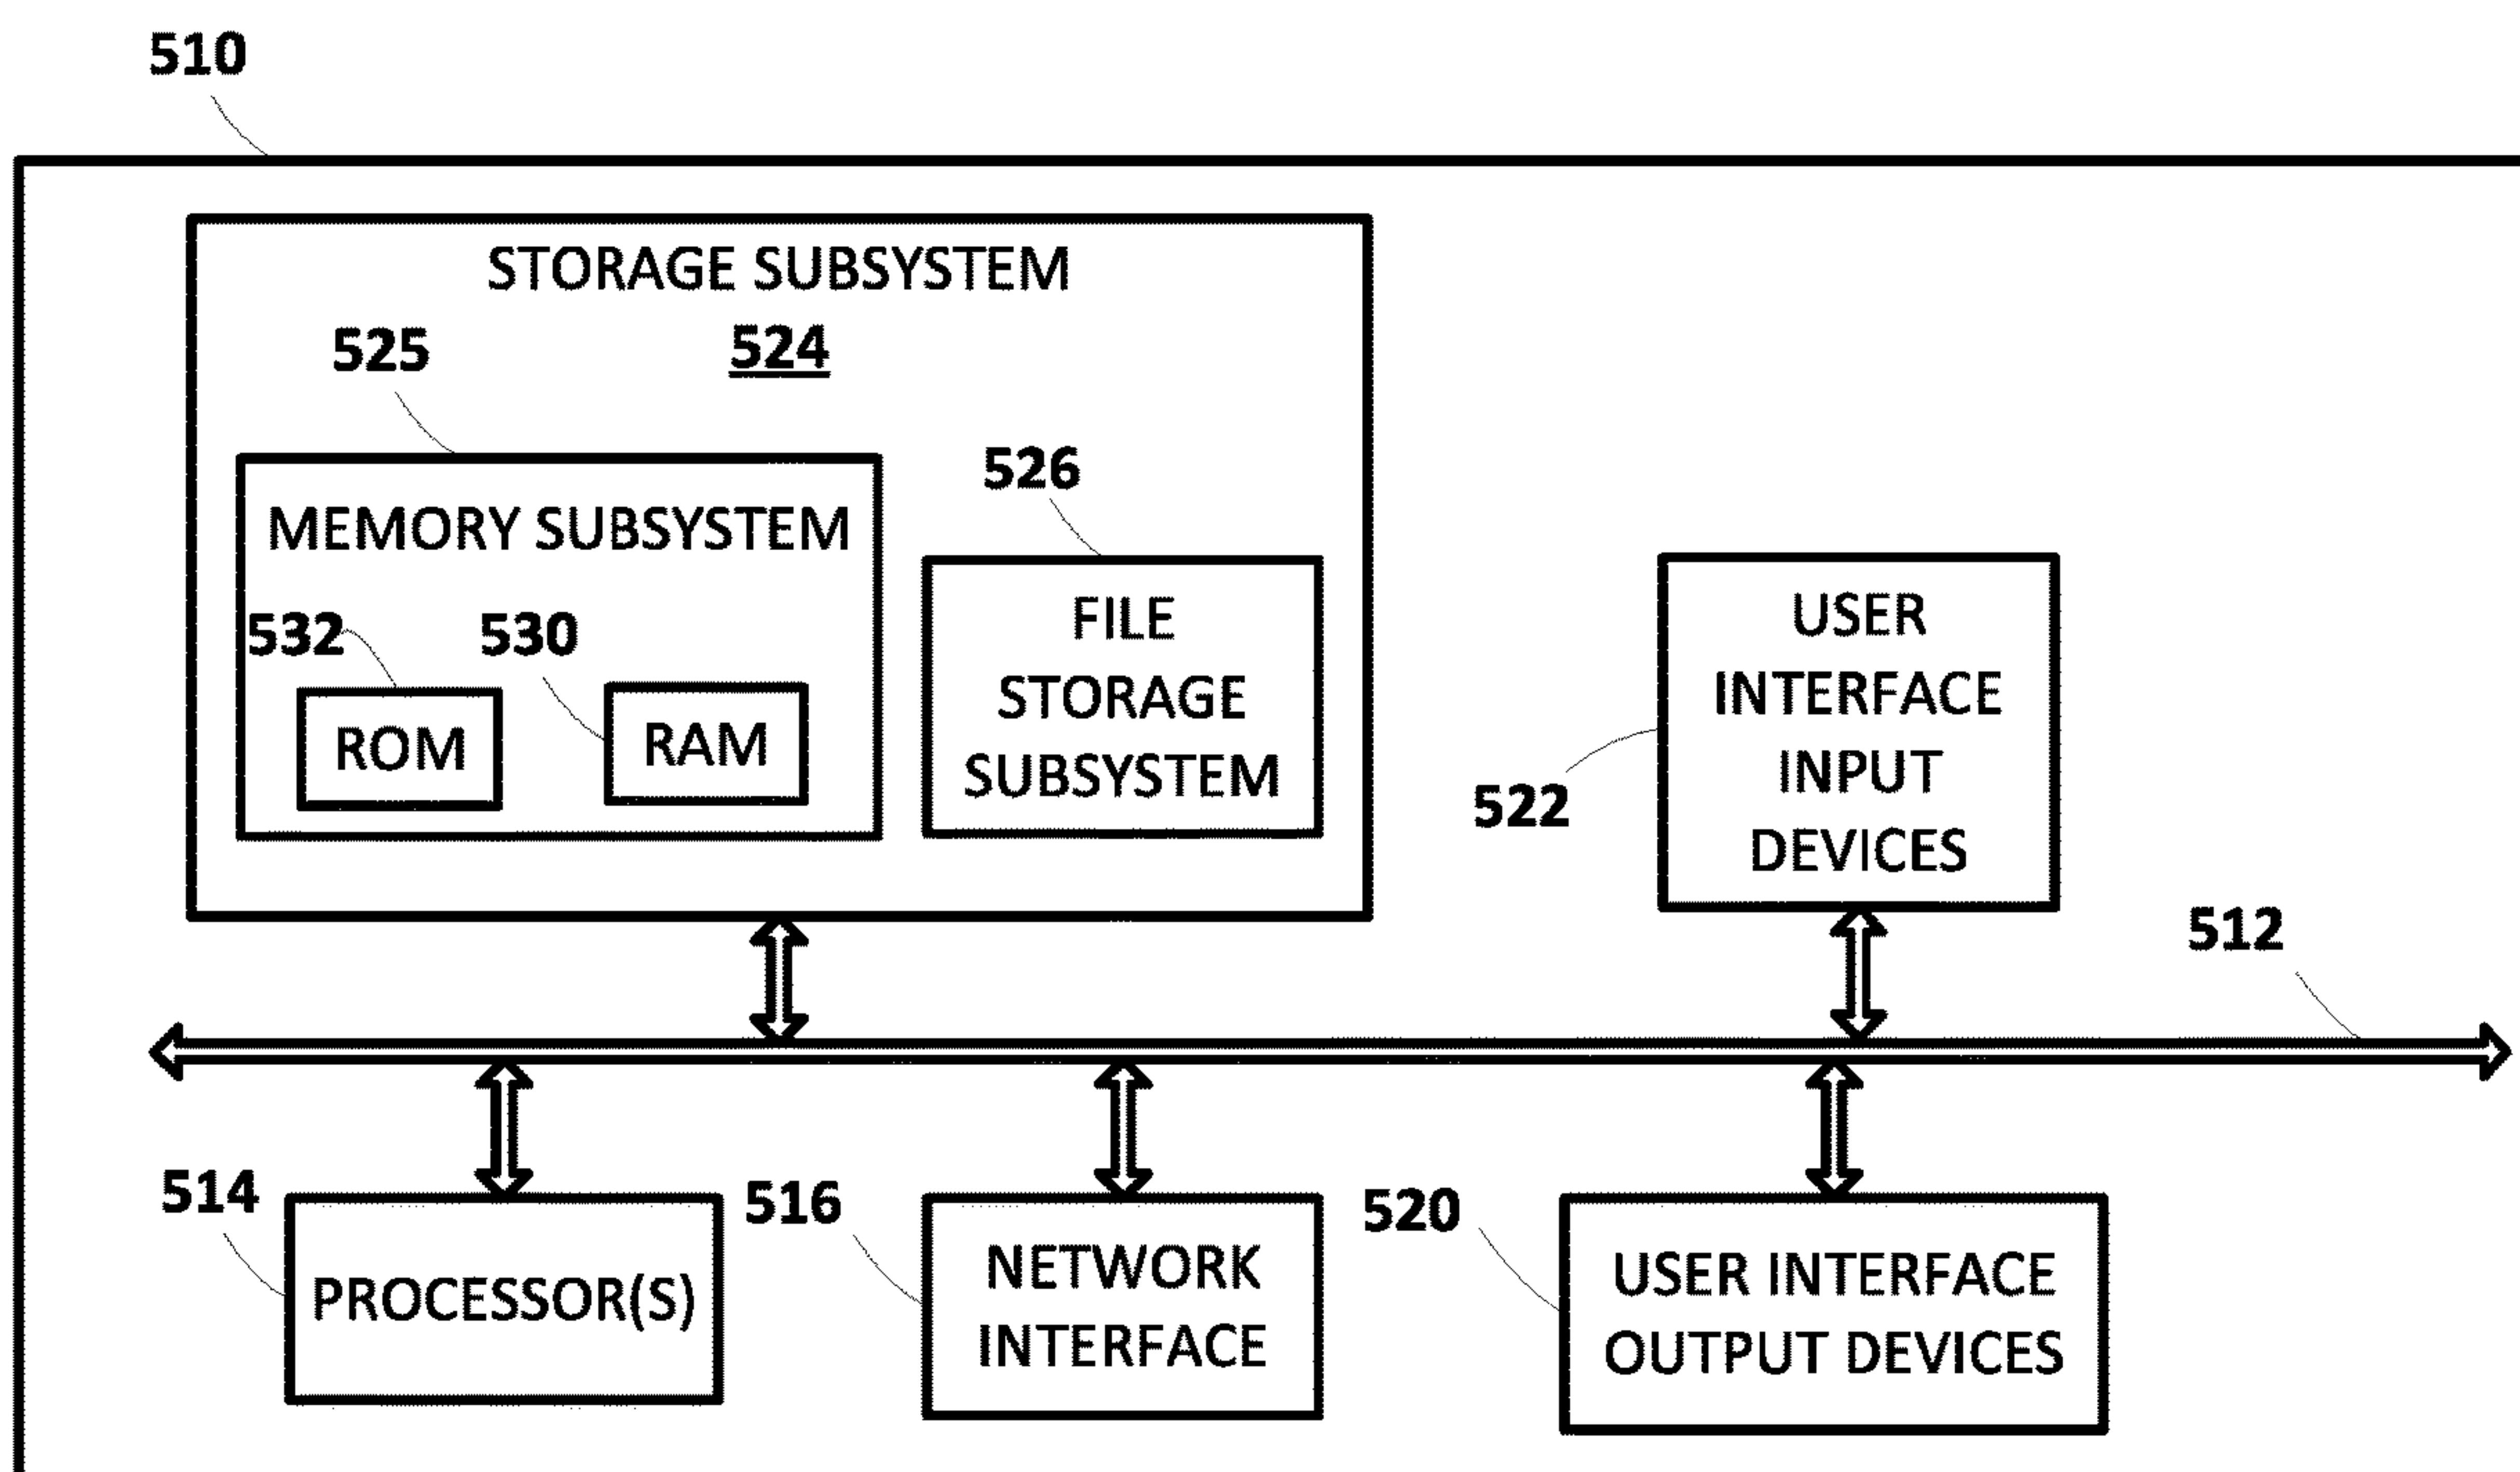 510
STORAGE SUBSYSTEM
524
525
MEMORY SUBSYSTEM
532
530
ROM
RAM
526
FILE
STORAGE
SUBSYSTEM
USER
INTERFACE
INPUT
DEVICES
522
512
514
PROCESSOR(S)
516
NETWORK
INTERFACE
520
USER INTERFACE
OUTPUT DEVICES